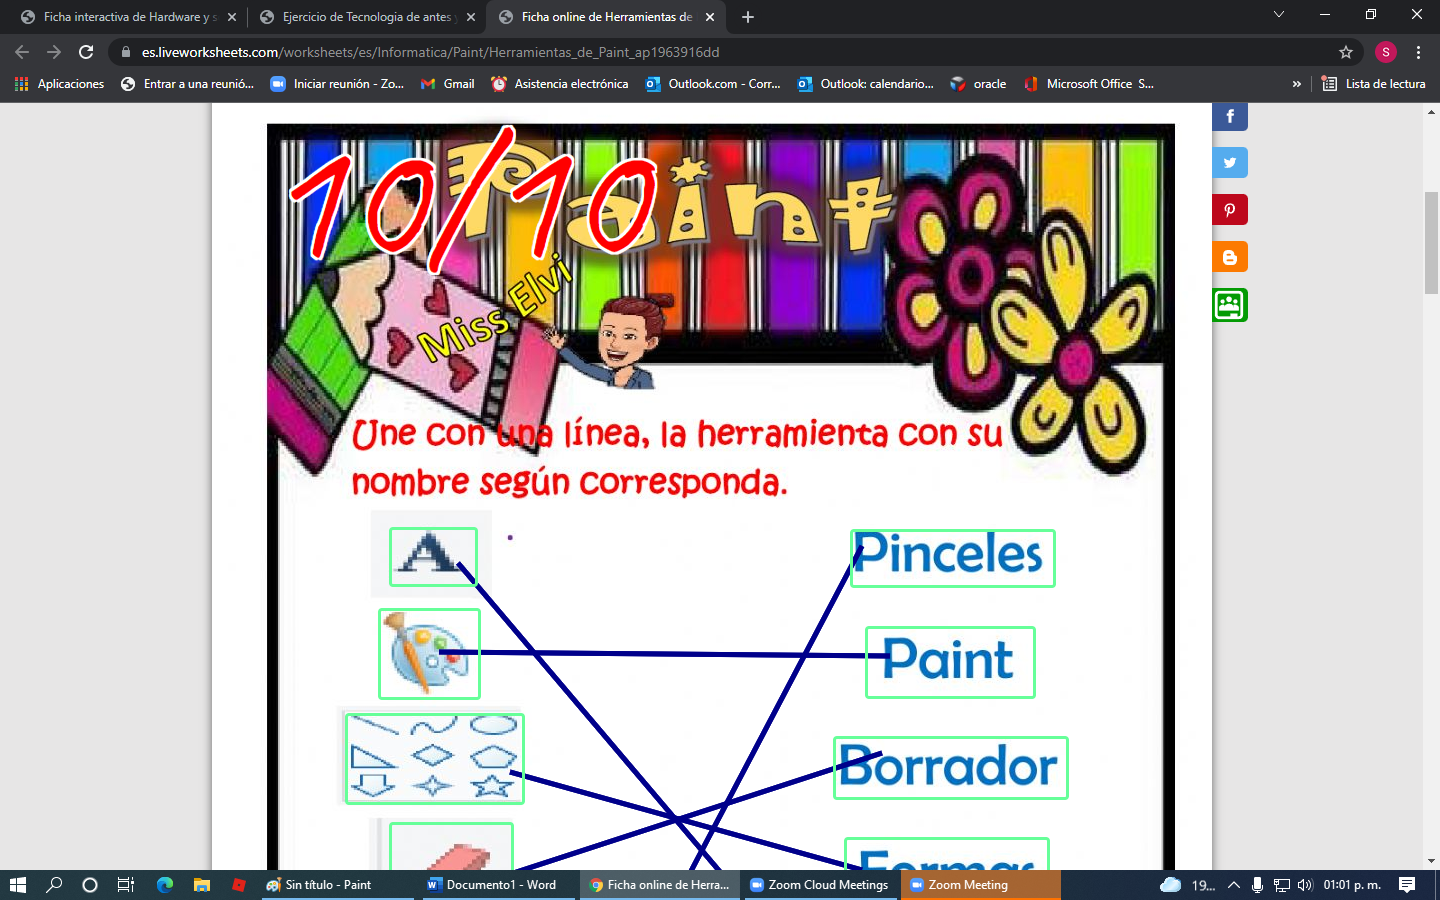 Ficha interactiva de Hardware y s
Ejercicio de Tecnologia de antes y
Ficha online de Herramientas de
es.liveworksheets.com/worksheets/es/Informatica/Paint/Herramientas_de_Paint_ap1963916dd
S
Aplicaciones
Entrar a una reunió...
Iniciar reunión - Zo...
Gmail
Asistencia electrónica
Outlook.com - Corr...
Outlook: calendario...
oracle
Microsoft Office S...
»
Lista de lectura
10/10
Paint
Miss Elvi
Une con una línea, la herramienta con su
nombre según corresponda.
A
Pinceles
Paint
Borrador
Formas
Sin título - Paint
Documento1 - Word
Ficha online de Herra...
Zoom Cloud Meetings
Zoom Meeting
19...
01:01 p. m.